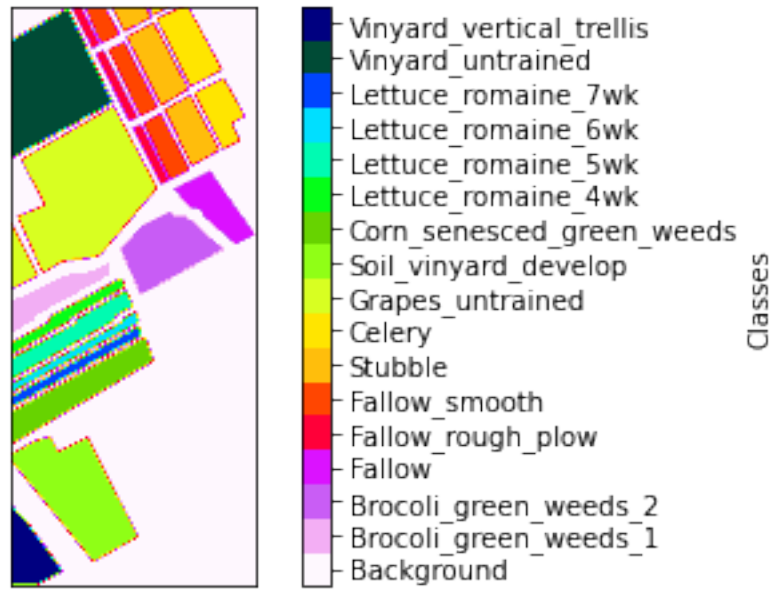 Vinyard_vertical_trellis
Vinyard_untrained
Lettuce_romaine_7wk
Lettuce_romaine_6wk
Lettuce_romaine_5wk
Lettuce_romaine_4wk
Corn_senesced_green_weeds
Soil_vinyard_develop
Grapes_untrained
Celery
Stubble
Fallow_smooth
Fallow_rough_plow
Fallow
Brocoli_green_weeds_2
Brocoli_green_weeds_1
Background
Classes